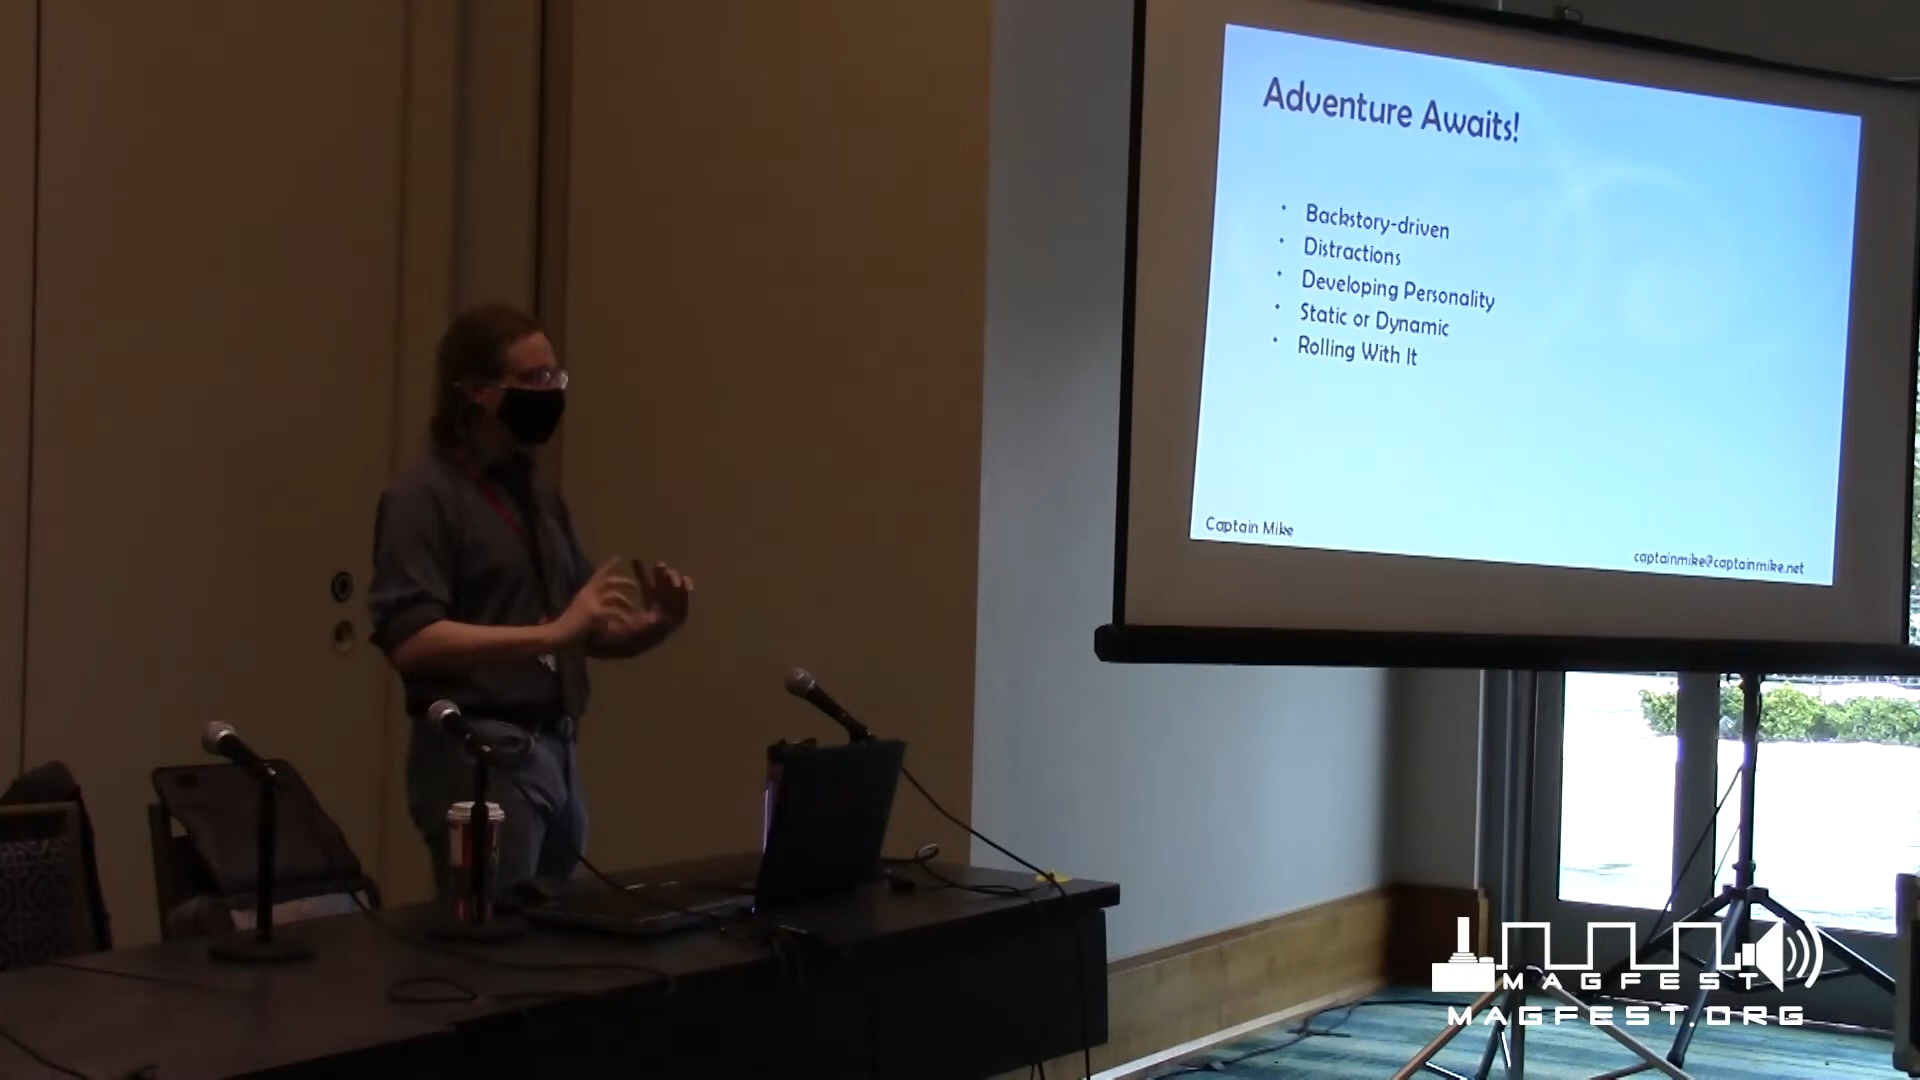 Adventure Awaits!
• Backstory-driven
• Distractions
• Developing Personality
• Static or Dynamic
• Rolling With It
Captain Mike
captainmike@captainmike.net
MAGFEST
MAGFEST.ORG